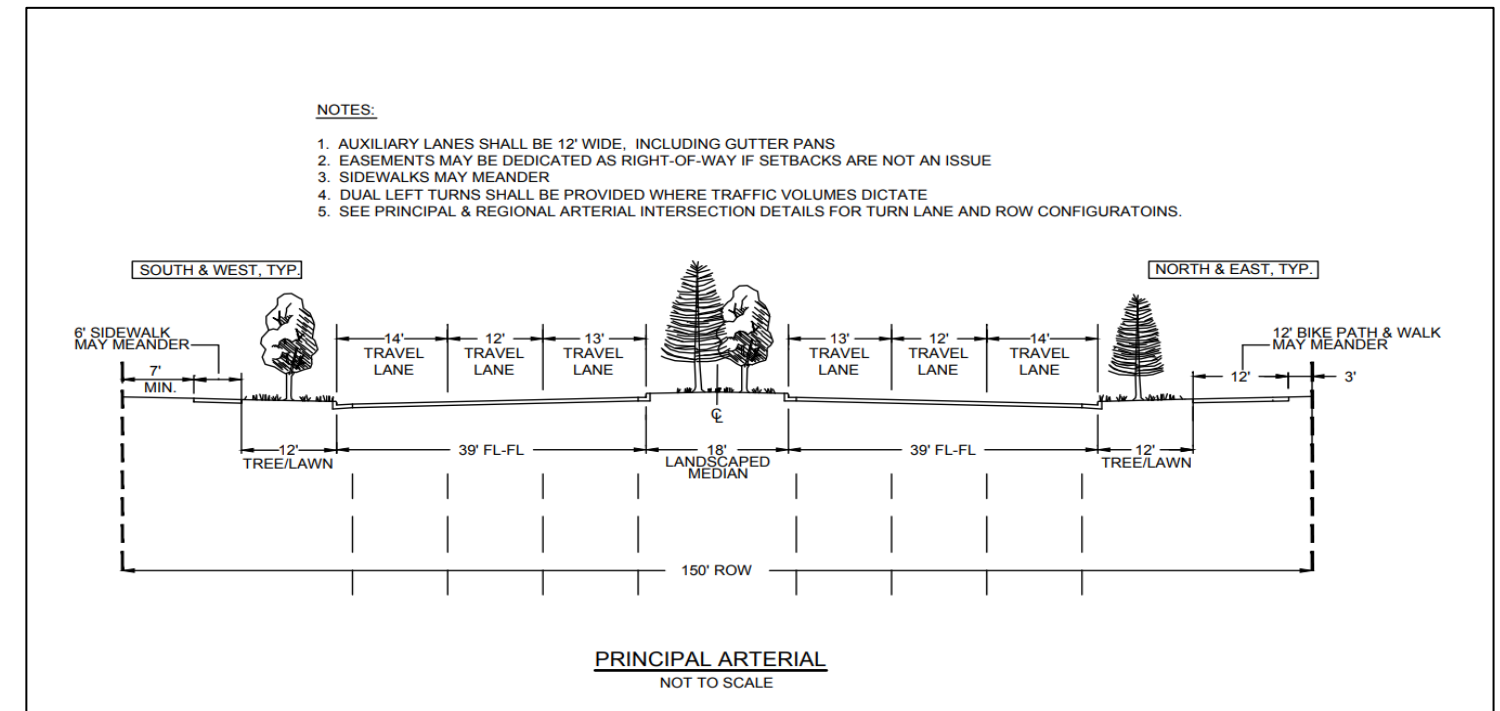 NOTES:
1. AUXILIARY LANES SHALL BE 12' WIDE, INCLUDING GUTTER PANS
2. EASEMENTS MAY BE DEDICATED AS RIGHT-OF-WAY IF SETBACKS ARE NOT AN ISSUE
3. SIDEWALKS MAY MEANDER
4. DUAL LEFT TURNS SHALL BE PROVIDED WHERE TRAFFIC VOLUMES DICTATE
5. SEE PRINCIPAL & REGIONAL ARTERIAL INTERSECTION DETAILS FOR TURN LANE AND ROW CONFIGURATOINS.
SOUTH & WEST, TYP.
NORTH & EAST, TYP.
6' SIDEWALK
MAY MEANDER
7'
MIN.
14'
TRAVEL
LANE
12'
TRAVEL
LANE
13'
TRAVEL
LANE
13'
TRAVEL
LANE
12'
TRAVEL
LANE
14'
TRAVEL
LANE
12' BIKE PATH & WALK
MAY MEANDER
12'
3'
CL
12'
TREE/LAWN
39' FL-FL
18'
LANDSCAPED
MEDIAN
39' FL-FL
12'
TREE/LAWN
150' ROW
PRINCIPAL ARTERIAL
NOT TO SCALE